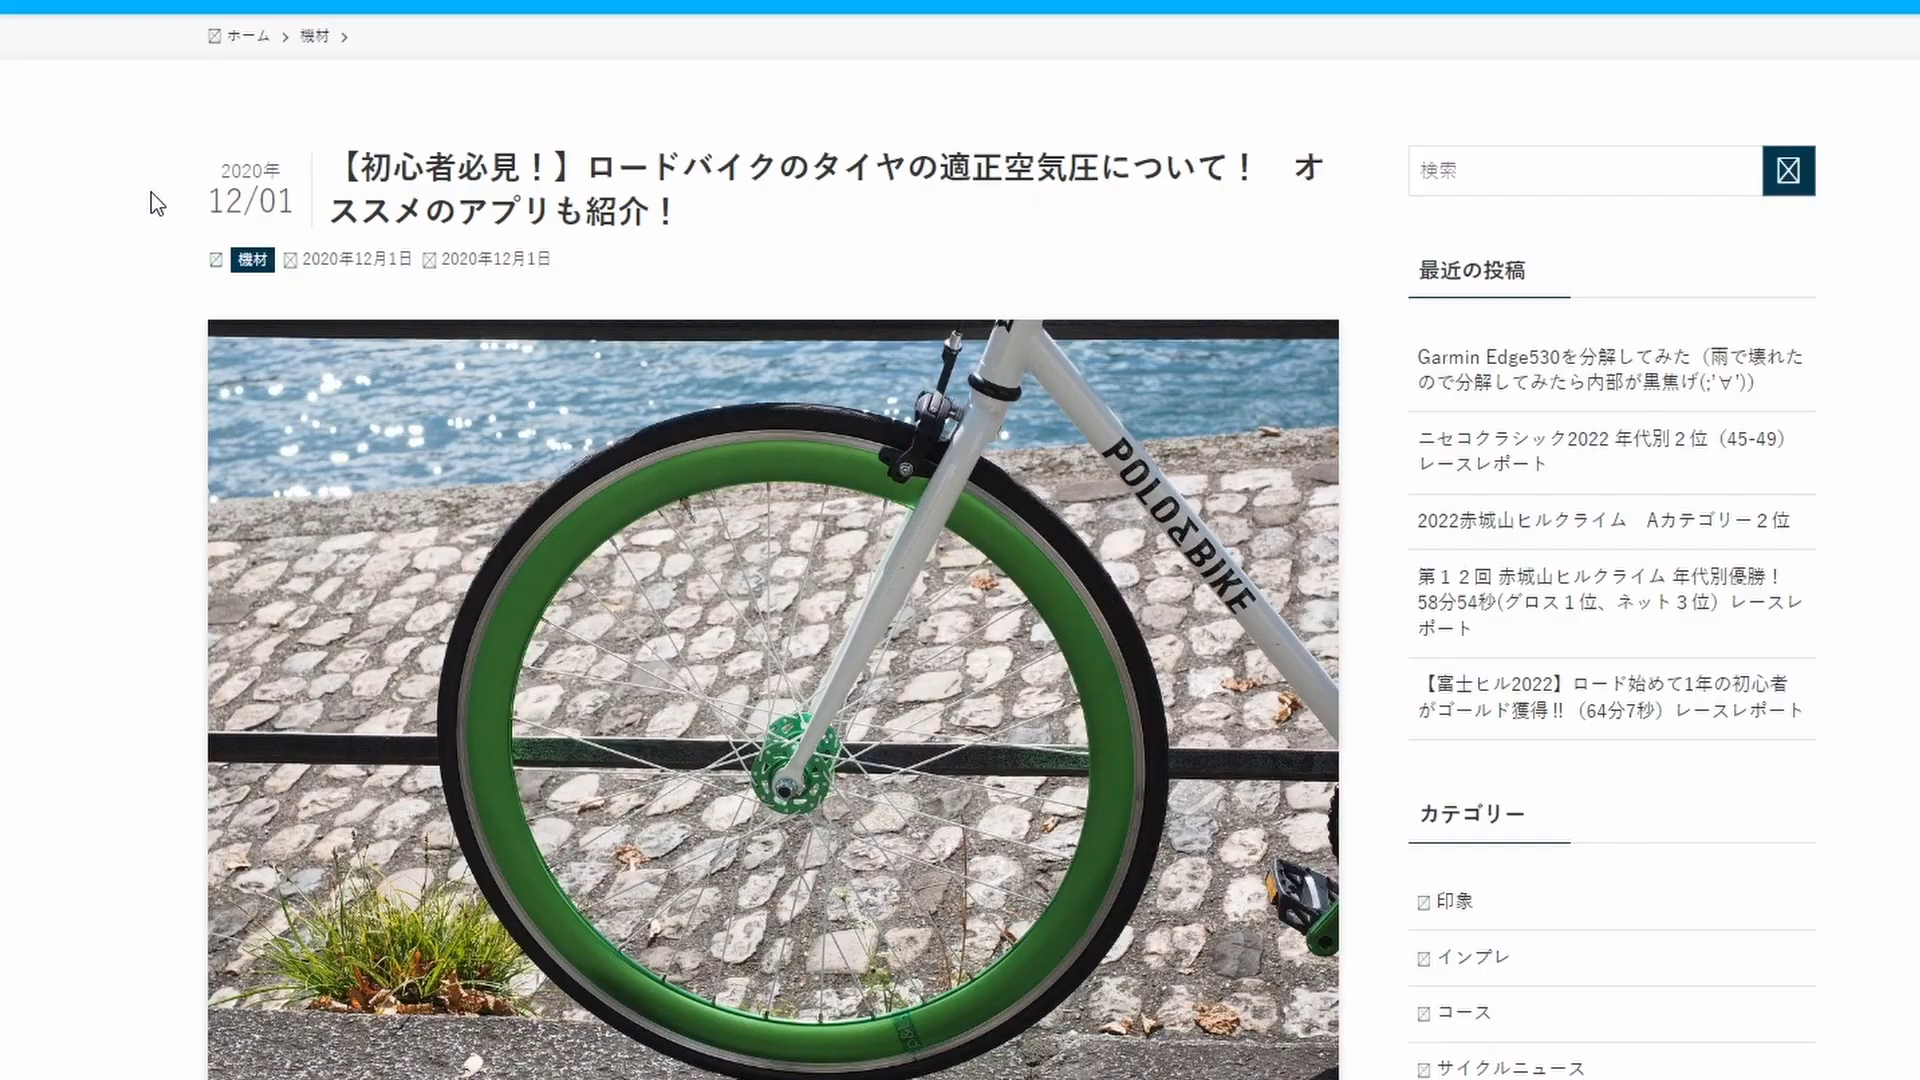 ホーム
機材
2020年
12/01
【初心者必見！】ロードバイクのタイヤの適正空気圧について！　オ
ススメのアプリも紹介！
機材 2020年12月1日 2020年12月1日
POLO&BIKE
検索
最近の投稿
Garmin Edge530を分解してみた（雨で壊れた
ので分解してみたら内部が黒焦げ(;'∀'))
ニセコクラシック2022 年代別２位（45-49）
レースレポート
2022赤城山ヒルクライム　Aカテゴリー２位
第１２回 赤城山ヒルクライム 年代別優勝！
58分54秒(グロス１位、ネット３位）レースレ
ポート
【富士ヒル2022】ロード始めて1年の初心者
がゴールド獲得‼（64分7秒）レースレポート
カテゴリー
印象
インプレ
コース
サイクルニュース